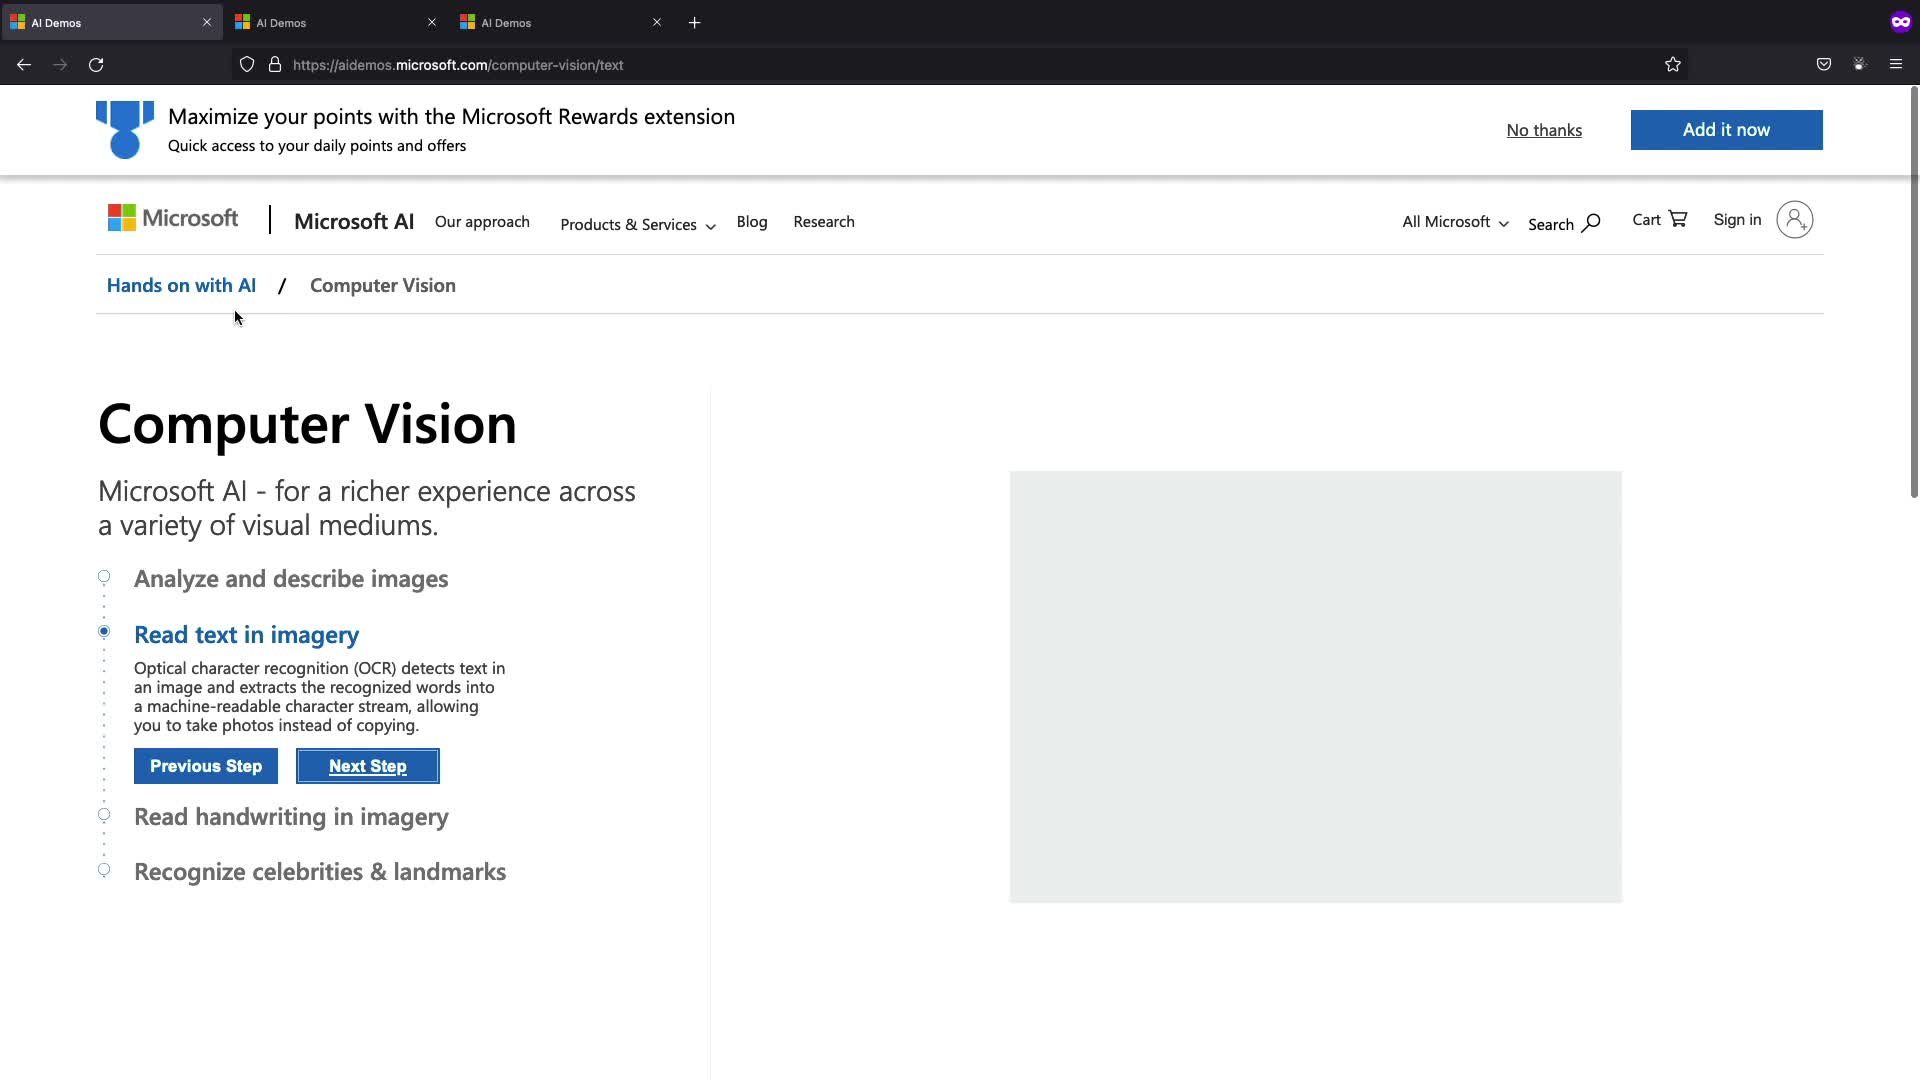 AI Demos
AI Demos
AI Demos
https://aidemos.microsoft.com/computer-vision/text
Maximize your points with the Microsoft Rewards extension
Quick access to your daily points and offers
No thanks
Add it now
Microsoft
Microsoft AI
Our approach
Products & Services
Blog
Research
All Microsoft
Search
Cart
Sign in
Hands on with AI / Computer Vision
Computer Vision
Microsoft AI - for a richer experience across
a variety of visual mediums.
Analyze and describe images
Read text in imagery
Optical character recognition (OCR) detects text in
an image and extracts the recognized words into
a machine-readable character stream, allowing
you to take photos instead of copying.
Previous Step
Next Step
Read handwriting in imagery
Recognize celebrities & landmarks